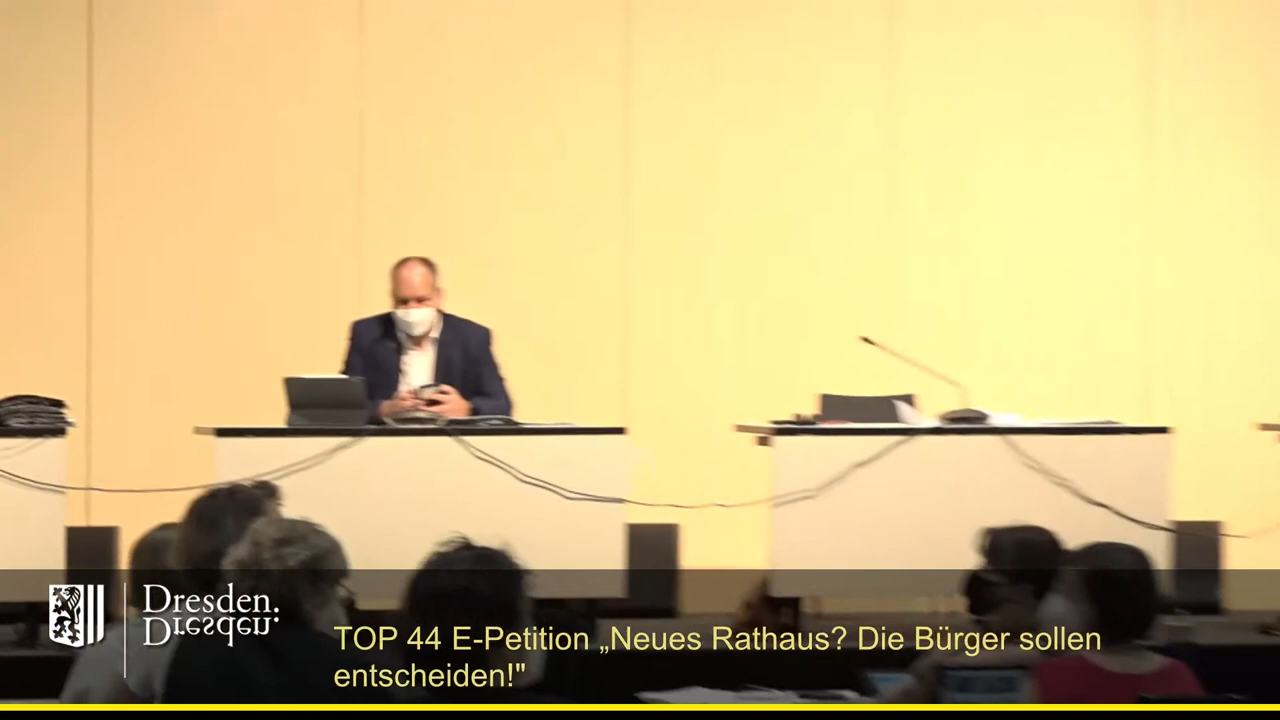 Dresden.
Dresden.
TOP 44 E-Petition „Neues Rathaus? Die Bürger sollen
entscheiden!"